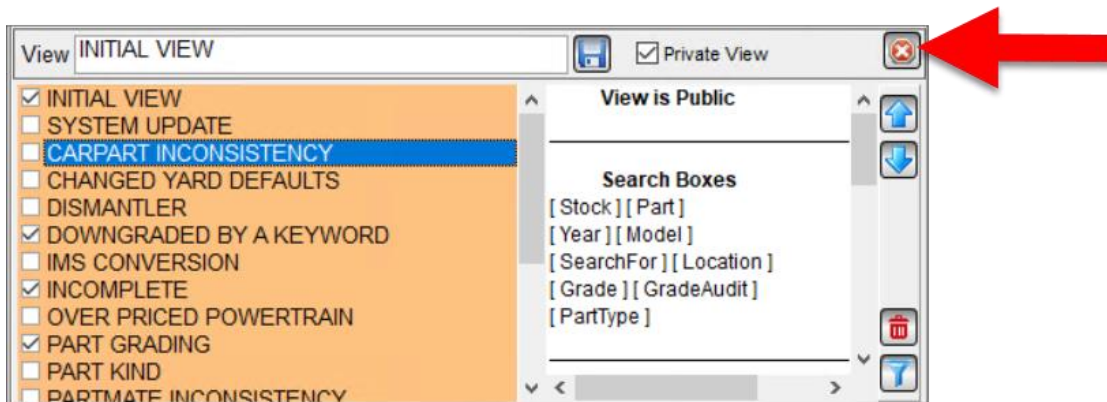 View INITIAL VIEW Private View
INITIAL VIEW
SYSTEM UPDATE
CARPART INCONSISTENCY
CHANGED YARD DEFAULTS
DISMANTLER
DOWNGRADED BY A KEYWORD
IMS CONVERSION
INCOMPLETE
OVER PRICED POWERTRAIN
PART GRADING
PART KIND
PARTMATE INCONSISTENCY
View is Public
Search Boxes
[ Stock ] [ Part ]
[ Year ] [ Model ]
[ SearchFor ] [ Location ]
[ Grade ] [ GradeAudit ]
[ PartType ]